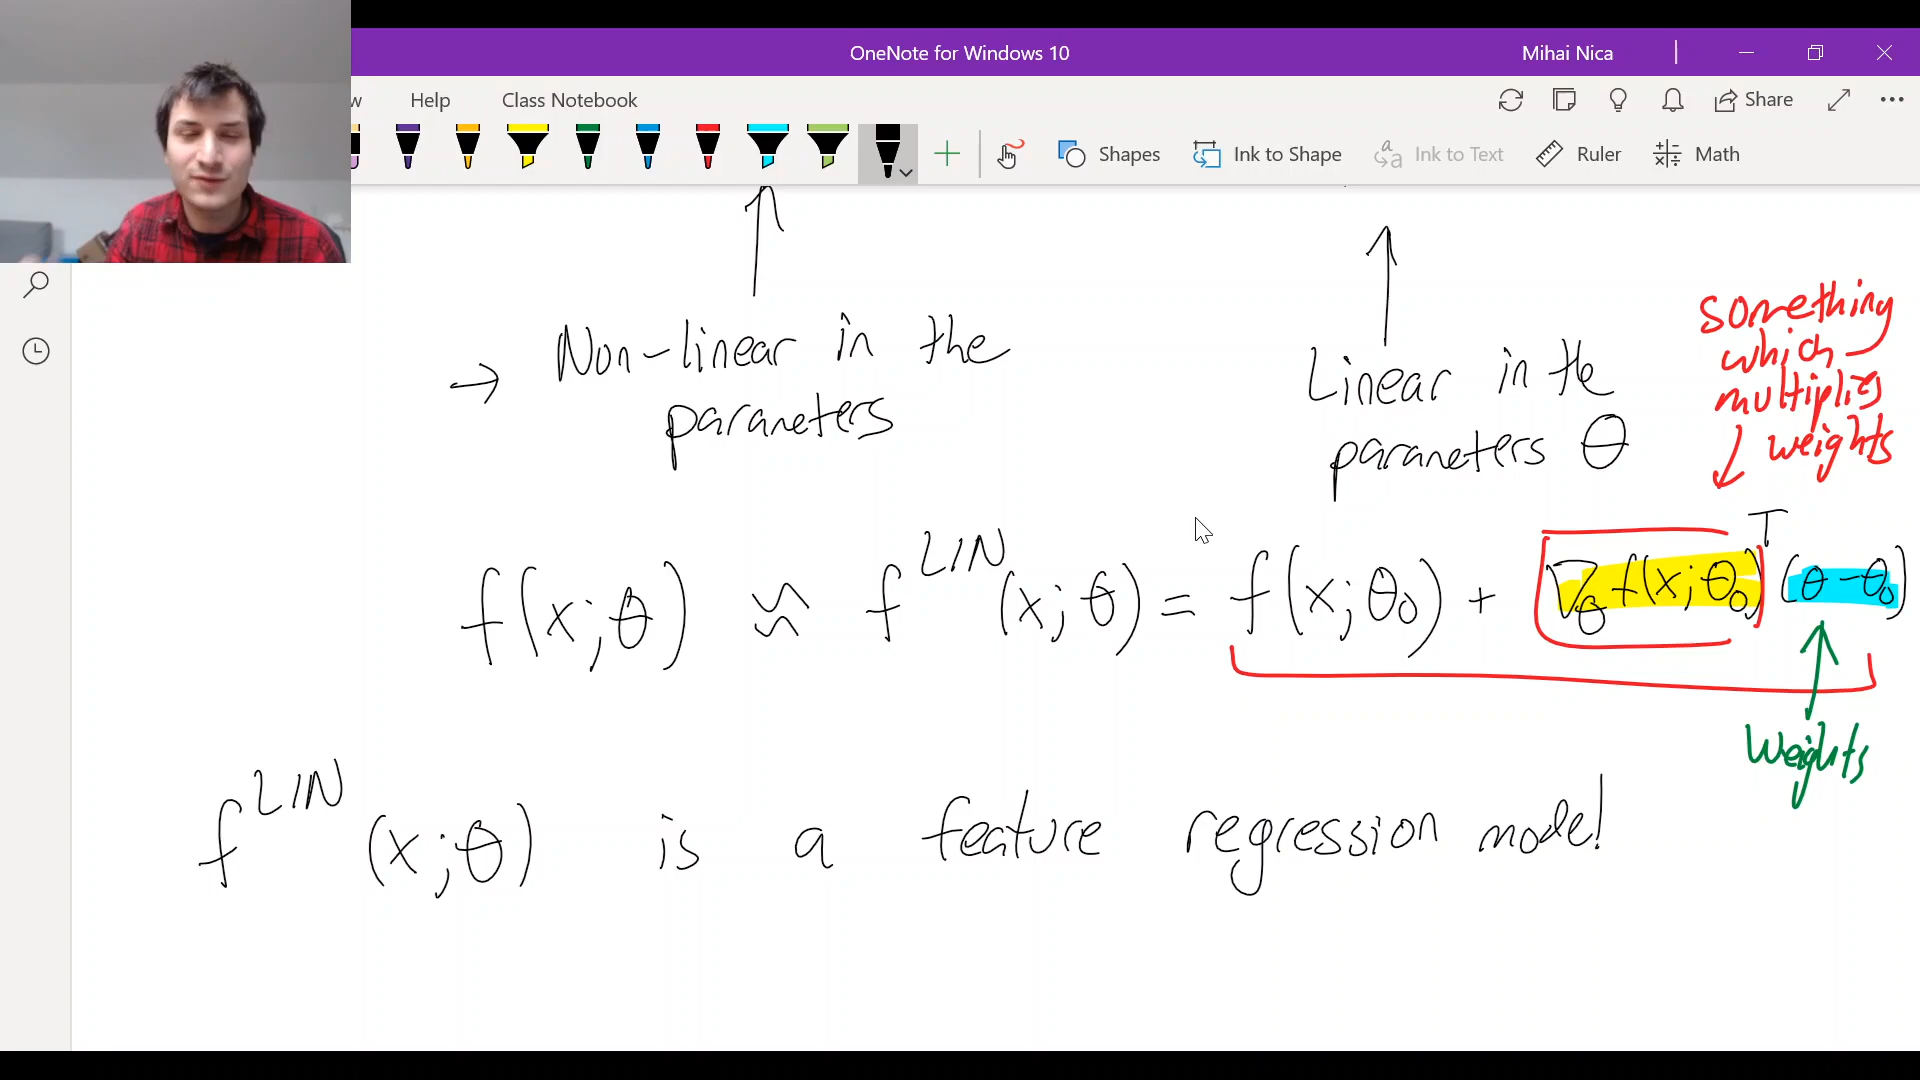 OneNote for Windows 10
Mihai Nica
w
Help
Class Notebook
Share
Shapes
Ink to Shape
Ink to Text
Ruler
Math
→ Non-linear in the
parameters
Linear in the
parameters θ
something
which
multiplies
weights
f(x;θ) ≈ f^LIN (x;θ) = f(x;θ₀) + ∇_θ f(x;θ₀)^T (θ-θ₀)
Weights
f^LIN (x;θ) is a feature regression model!